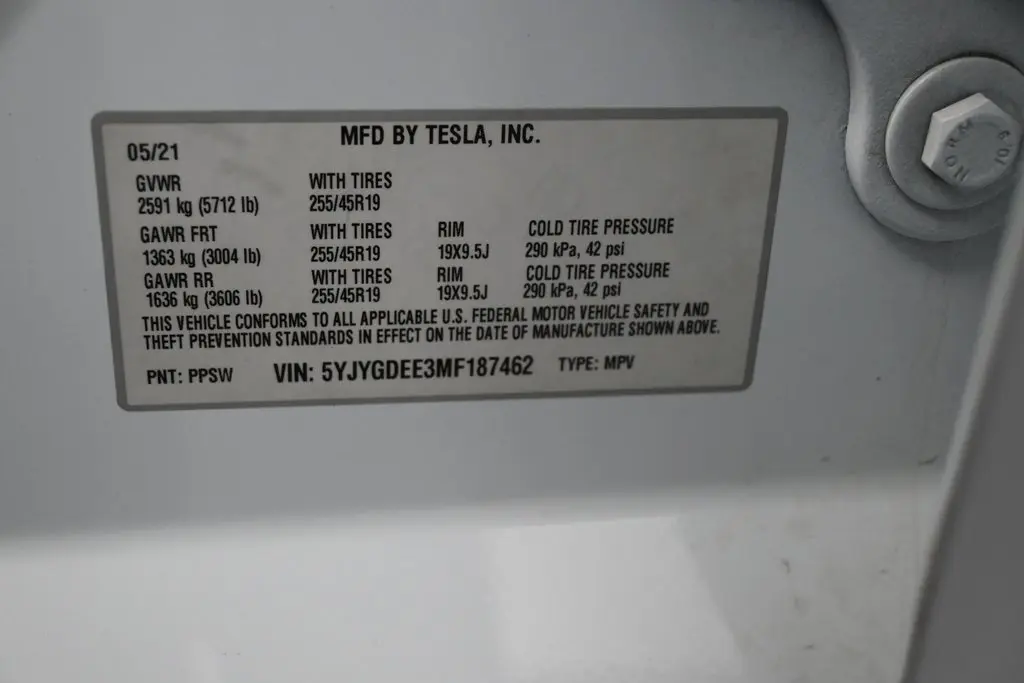 MFD BY TESLA, INC.
05/21
GVWR WITH TIRES
2591 kg (5712 lb) 255/45R19
GAWR FRT WITH TIRES RIM COLD TIRE PRESSURE
1363 kg (3004 lb) 255/45R19 19X9.5J 290 kPa, 42 psi
GAWR RR WITH TIRES RIM COLD TIRE PRESSURE
1636 kg (3606 lb) 255/45R19 19X9.5J 290 kPa, 42 psi
THIS VEHICLE CONFORMS TO ALL APPLICABLE U.S. FEDERAL MOTOR VEHICLE SAFETY AND
THEFT PREVENTION STANDARDS IN EFFECT ON THE DATE OF MANUFACTURE SHOWN ABOVE.
PNT: PPSW VIN: 5YJYGDEE3MF187462 TYPE: MPV
10.9